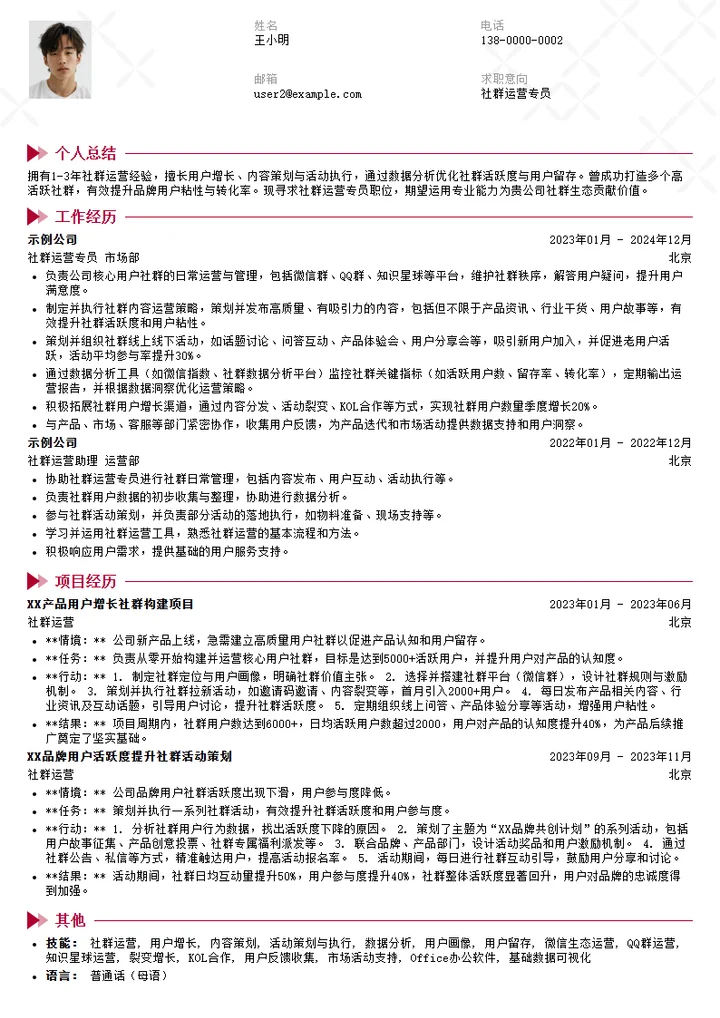 姓名
王小明
电话
138-0000-0002
邮箱
user2@example.com
求职意向
社群运营专员
个人总结
拥有1-3年社群运营经验，擅长用户增长、内容策划与活动执行，通过数据分析优化社群活跃度与用户留存。曾成功打造多个高
活跃社群，有效提升品牌用户粘性与转化率。现寻求社群运营专员职位，期望运用专业能力为贵公司社群生态贡献价值。
工作经历
示例公司 2023年01月 - 2024年12月
社群运营专员 市场部 北京
• 负责公司核心用户社群的日常运营与管理，包括微信群、QQ群、知识星球等平台，维护社群秩序，解答用户疑问，提升用户
满意度。
• 制定并执行社群内容运营策略，策划并发布高质量、有吸引力的内容，包括但不限于产品资讯、行业干货、用户故事等，有
效提升社群活跃度和用户粘性。
• 策划并组织社群线上线下活动，如话题讨论、问答互动、产品体验会、用户分享会等，吸引新用户加入，并促进老用户活
跃，活动平均参与率提升30%。
• 通过数据分析工具（如微信指数、社群数据分析平台）监控社群关键指标（如活跃用户数、留存率、转化率），定期输出运
营报告，并根据数据洞察优化运营策略。
• 积极拓展社群用户增长渠道，通过内容分发、活动裂变、KOL合作等方式，实现社群用户数量季度增长20%。
• 与产品、市场、客服等部门紧密协作，收集用户反馈，为产品迭代和市场活动提供数据支持和用户洞察。
示例公司 2022年01月 - 2022年12月
社群运营助理 运营部 北京
• 协助社群运营专员进行社群日常管理，包括内容发布、用户互动、活动执行等。
• 负责社群用户数据的初步收集与整理，协助进行数据分析。
• 参与社群活动策划，并负责部分活动的落地执行，如物料准备、现场支持等。
• 学习并运用社群运营工具，熟悉社群运营的基本流程和方法。
• 积极响应用户需求，提供基础的用户服务支持。
项目经历
XX产品用户增长社群构建项目 2023年01月 - 2023年06月
社群运营 北京
• **情境：** 公司新产品上线，急需建立高质量用户社群以促进产品认知和用户留存。
• **任务：** 负责从零开始构建并运营核心用户社群，目标是达到5000+活跃用户，并提升用户对产品的认知度。
• **行动：** 1. 制定社群定位与用户画像，明确社群价值主张。 2. 选择并搭建社群平台（微信群），设计社群规则与激励
机制。 3. 策划并执行社群拉新活动，如邀请码邀请、内容裂变等，首月引入2000+用户。 4. 每日发布产品相关内容、行
业资讯及互动话题，引导用户讨论，提升社群活跃度。 5. 定期组织线上问答、产品体验分享等活动，增强用户粘性。
• **结果：** 项目周期内，社群用户数达到6000+，日均活跃用户数超过2000，用户对产品的认知度提升40%，为产品后续推
广奠定了坚实基础。
XX品牌用户活跃度提升社群活动策划 2023年09月 - 2023年11月
社群运营 北京
• **情境：** 公司品牌用户社群活跃度出现下滑，用户参与度降低。
• **任务：** 策划并执行一系列社群活动，有效提升社群活跃度和用户参与度。
• **行动：** 1. 分析社群用户行为数据，找出活跃度下降的原因。 2. 策划了主题为“XX品牌共创计划”的系列活动，包括
用户故事征集、产品创意投票、社群专属福利派发等。 3. 联合品牌、产品部门，设计活动奖品和用户激励机制。 4. 通过
社群公告、私信等方式，精准触达用户，提高活动报名率。 5. 活动期间，每日进行社群互动引导，鼓励用户分享和讨论。
• **结果：** 活动期间，社群日均互动量提升50%，用户参与度提升40%，社群整体活跃度显著回升，用户对品牌的忠诚度得
到加强。
其他
• 技能： 社群运营, 用户增长, 内容策划, 活动策划与执行, 数据分析, 用户画像, 用户留存, 微信生态运营, QQ群运营,
知识星球运营, 裂变增长, KOL合作, 用户反馈收集, 市场活动支持, Office办公软件, 基础数据可视化
• 语言： 普通话（母语）